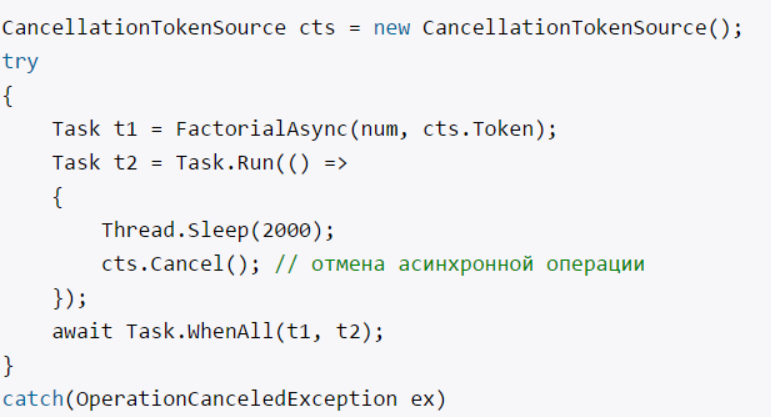 CancellationTokenSource cts = new CancellationTokenSource();
try
{
    Task t1 = FactorialAsync(num, cts.Token);
    Task t2 = Task.Run(() =>
    {
        Thread.Sleep(2000);
        cts.Cancel(); // отмена асинхронной операции
    });
    await Task.WhenAll(t1, t2);
}
catch(OperationCanceledException ex)